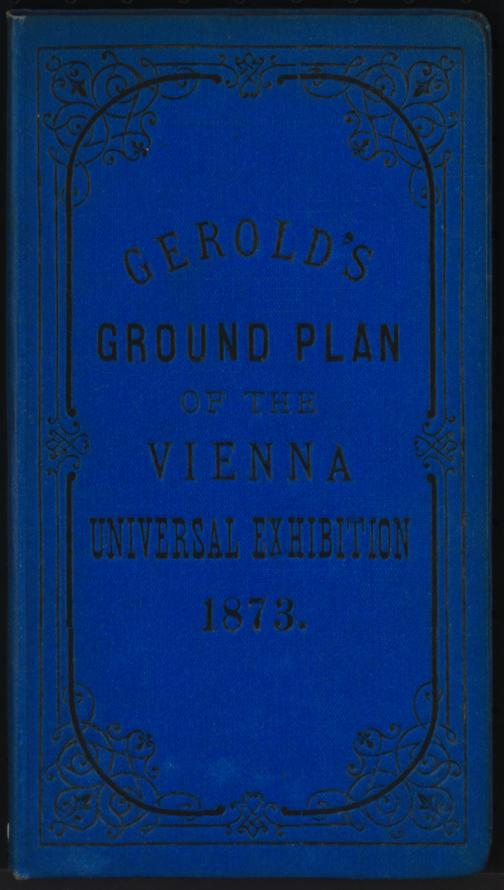 GEROLD'S
GROUND PLAN
OF THE
VIENNA
UNIVERSAL EXHIBITION
1873.